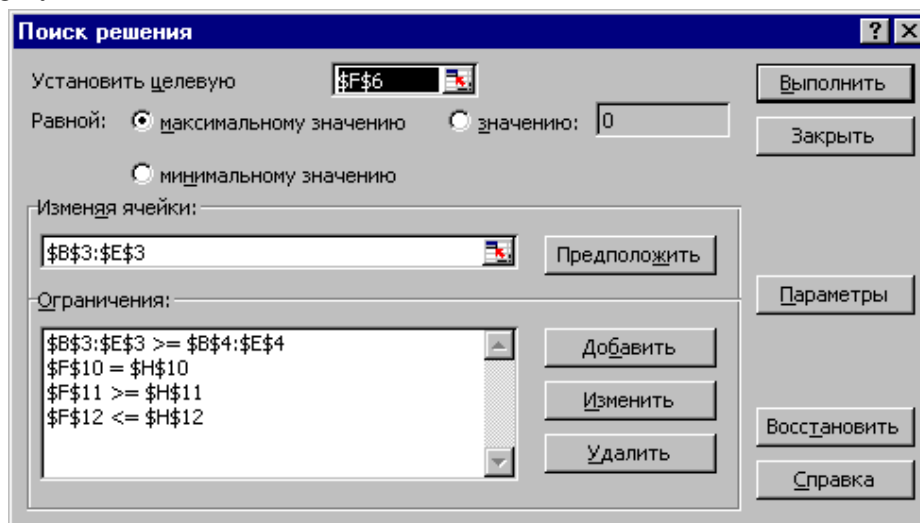 Поиск решения
Установить целевую $F$6 Выполнить
Равной: максимальному значению значению: 0 Закрыть
минимальному значению
Изменяя ячейки:
$B$3:$E$3 Предположить
Ограничения: Параметры
$B$3:$E$3 >= $B$4:$E$4 Добавить
$F$10 = $H$10
$F$11 >= $H$11 Изменить
$F$12 <= $H$12
Восстановить
Удалить
Справка